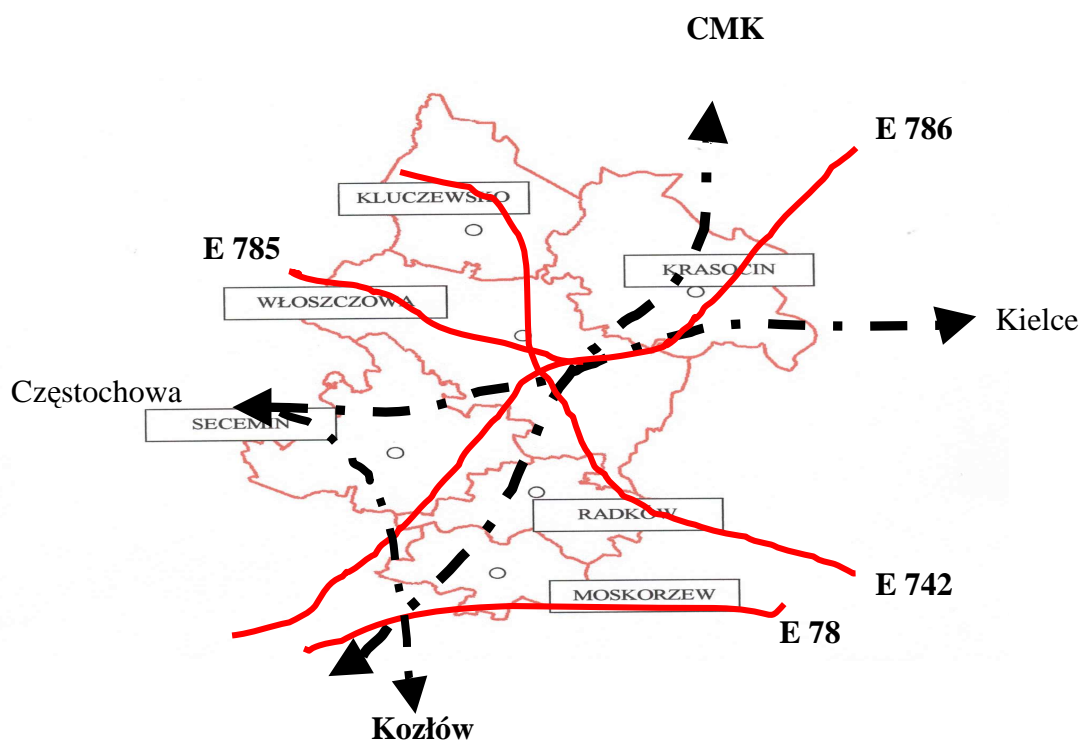 CMK
E 786
KLUCZEWSKO
E 785
KRASOCIN
WŁOSZCZOWA
Kielce
Częstochowa
SECEMIN
RADKÓW
E 742
MOSKORZEW
E 78
Kozłów